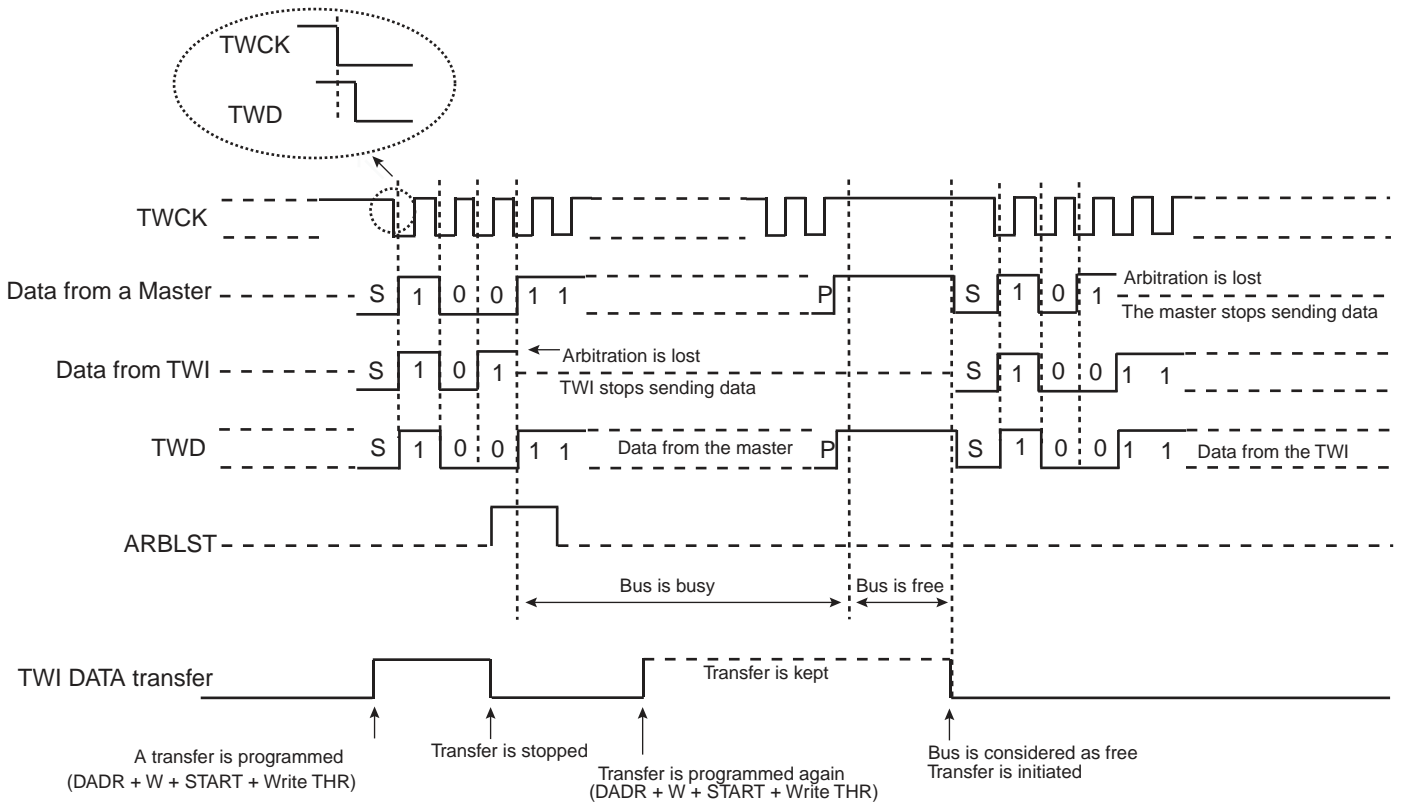 TWCK
TWD
TWCK
Data from a Master S 1 0 0 1 1 P S 1 0 1 Arbitration is lost
The master stops sending data
Data from TWI S 1 0 1 Arbitration is lost S 1 0 0 1 1
TWI stops sending data
TWD S 1 0 0 1 1 Data from the master P S 1 0 0 1 1 Data from the TWI
ARBLST
Bus is busy Bus is free
TWI DATA transfer Transfer is kept
A transfer is programmed
(DADR + W + START + Write THR)
Transfer is stopped
Transfer is programmed again
(DADR + W + START + Write THR)
Bus is considered as free
Transfer is initiated